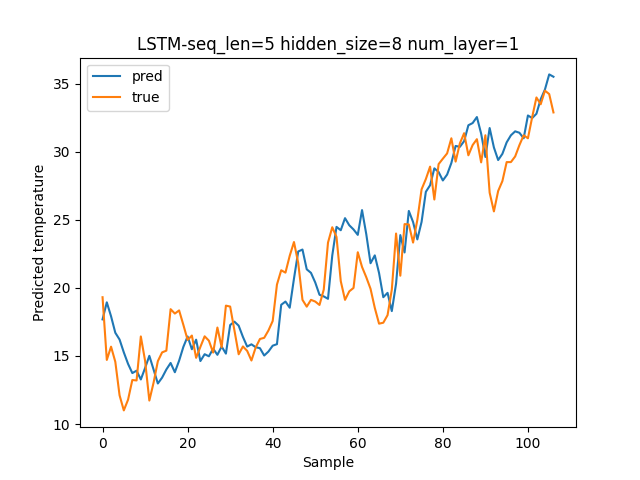 LSTM-seq_len=5 hidden_size=8 num_layer=1
pred
true
Predicted temperature
35
30
25
20
15
10
0
20
40
60
80
100
Sample